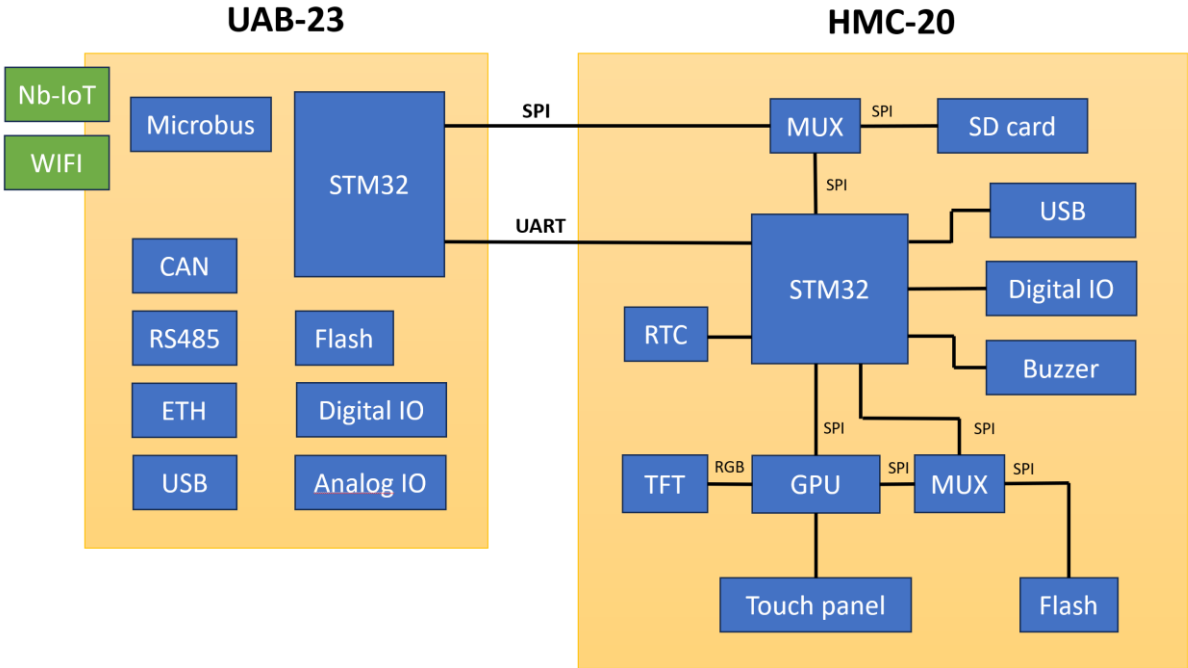 UAB-23
HMC-20
Nb-IoT
WIFI
Microbus
STM32
CAN
RS485
ETH
USB
Flash
Digital IO
Analog IO
SPI
UART
MUX
SPI
SD card
SPI
STM32
USB
Digital IO
Buzzer
RTC
SPI
SPI
TFT
RGB
GPU
SPI
MUX
SPI
Touch panel
Flash